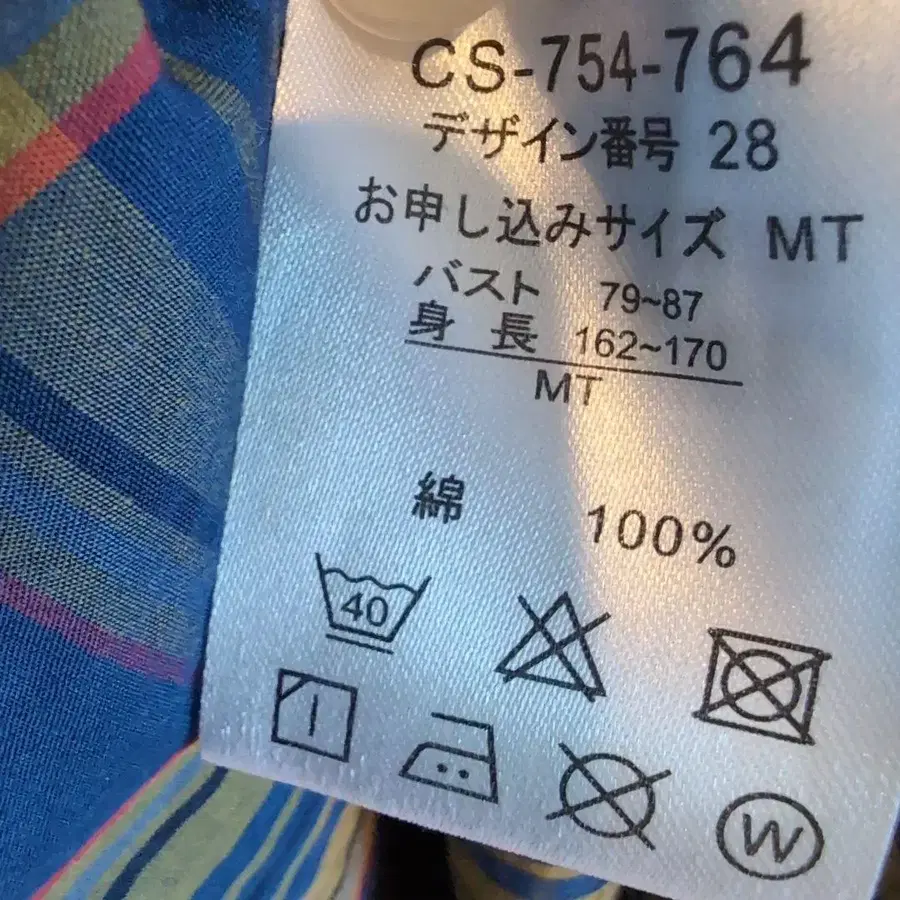 CS-754-764
デザイン番号 28
お申し込みサイズ MT
バスト 79~87
身 長 162~170
MT
綿 100%
40
W